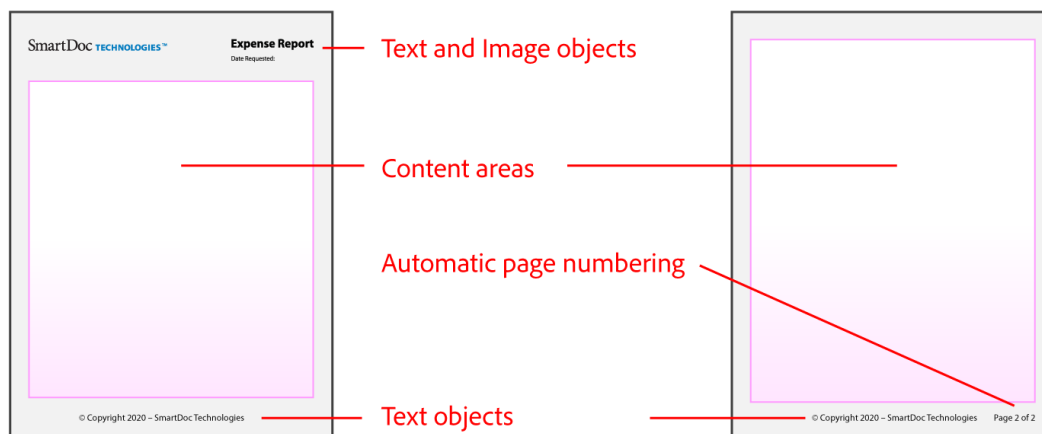 SmartDoc TECHNOLOGIES™
Expense Report
Date Requested:
Text and Image objects
Content areas
Automatic page numbering
Text objects
© Copyright 2020 – SmartDoc Technologies
© Copyright 2020 – SmartDoc Technologies
Page 2 of 2